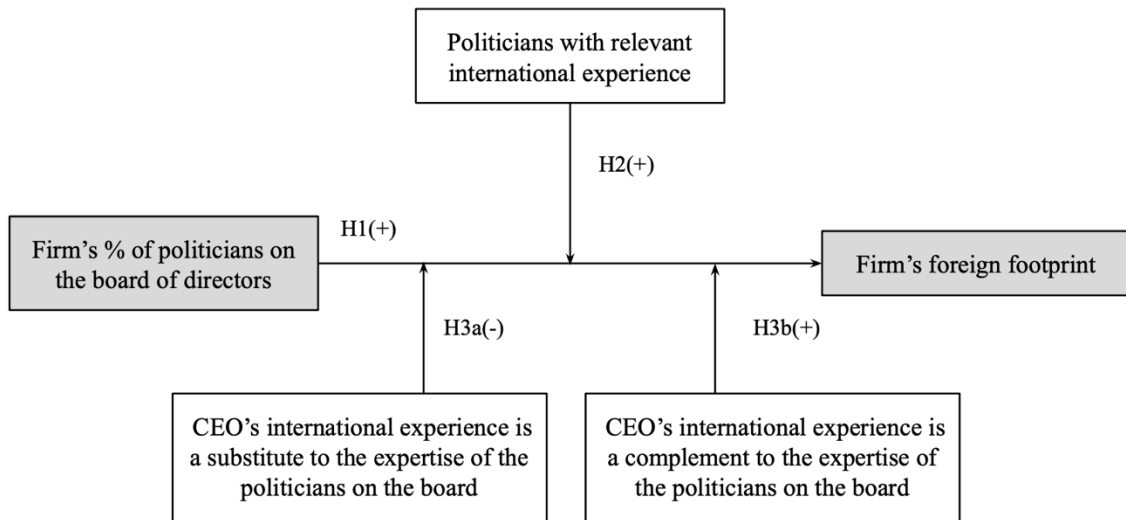 Politicians with relevant
international experience
H2(+)
H1(+)
Firm’s % of politicians on
the board of directors
Firm’s foreign footprint
H3a(-)
H3b(+)
CEO’s international experience is
a substitute to the expertise of the
politicians on the board
CEO’s international experience is
a complement to the expertise of
the politicians on the board